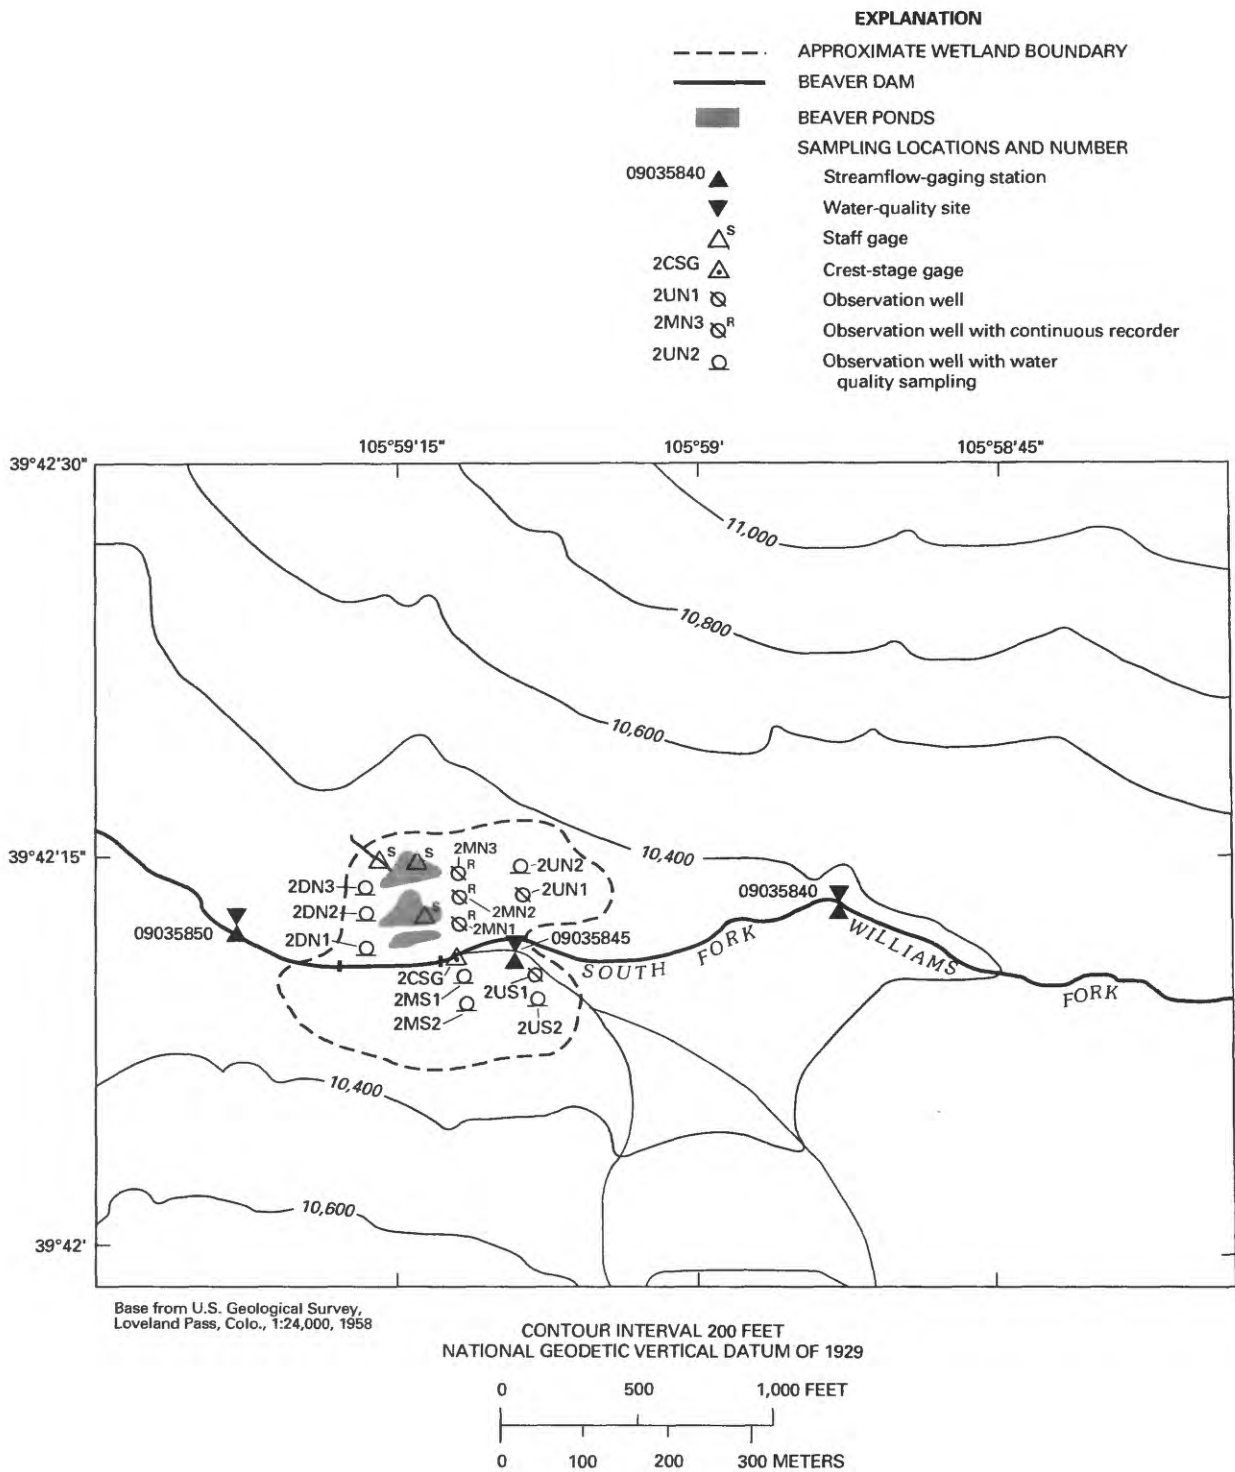 EXPLANATION
APPROXIMATE WETLAND BOUNDARY
BEAVER DAM
BEAVER PONDS
SAMPLING LOCATIONS AND NUMBER
09035840 Streamflow-gaging station
Water-quality site
S Staff gage
2CSG Crest-stage gage
2UN1 Observation well
2MN3 R Observation well with continuous recorder
2UN2 Observation well with water
quality sampling
105°59'15" 105°59' 105°58'45"
39°42'30"
11,000
10,800
10,600
39°42'15"
10,400
S S 2MN3 R 2UN2
2DN3 2UN1 09035840
R 2MN2
2DN2 S R 2MN1
09035850 2DN1 09035845
SOUTH FORK WILLIAMS FORK
2CSG
2MS1 2US1
2MS2 2US2
10,400
10,600
39°42'
Base from U.S. Geological Survey,
Loveland Pass, Colo., 1:24,000, 1958
CONTOUR INTERVAL 200 FEET
NATIONAL GEODETIC VERTICAL DATUM OF 1929
0 500 1,000 FEET
0 100 200 300 METERS